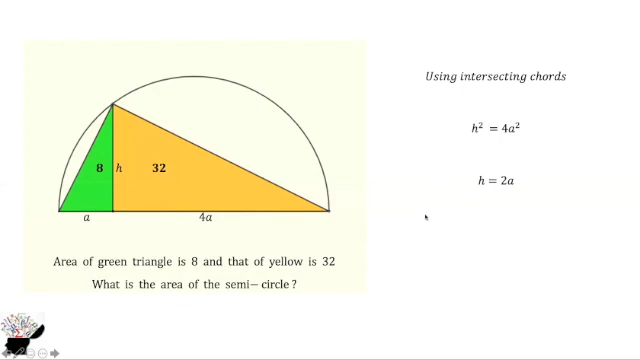 Using intersecting chords
h² = 4a²
h = 2a
8 h 32
a 4a
Area of green triangle is 8 and that of yellow is 32
What is the area of the semi− circle ?